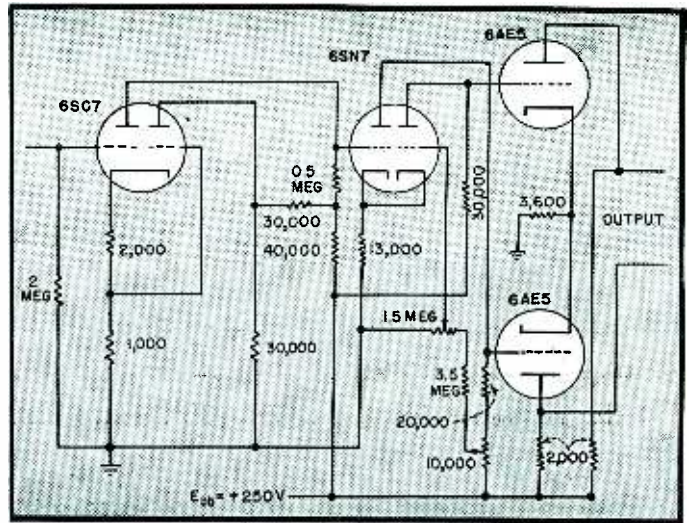 6AE5
6SN7
6SC7
0.5
MEG
30,000
40,000
30,000
3,600
OUTPUT
2,000
13,000
2
MEG
6AE5
1.5 MEG
1,000
30,000
3.5
MEG
20,000
10,000
2,000
Ebb = +250V